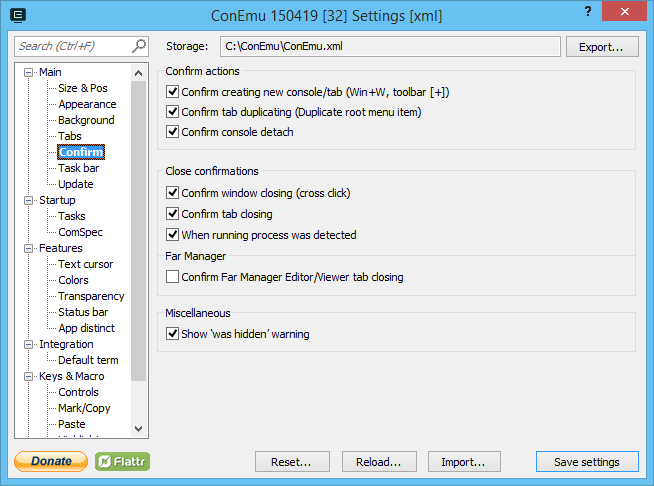 ConEmu 150419 [32] Settings [xml]
?
Search (Ctrl+F)
Storage:
C:\ConEmu\ConEmu.xml
Export...
Main
Size & Pos
Appearance
Background
Tabs
Confirm
Task bar
Update
Startup
Tasks
ComSpec
Features
Text cursor
Colors
Transparency
Status bar
App distinct
Integration
Default term
Keys & Macro
Controls
Mark/Copy
Paste
Confirm actions
Confirm creating new console/tab (Win+W, toolbar [+])
Confirm tab duplicating (Duplicate root menu item)
Confirm console detach
Close confirmations
Confirm window closing (cross click)
Confirm tab closing
When running process was detected
Far Manager
Confirm Far Manager Editor/Viewer tab closing
Miscellaneous
Show 'was hidden' warning
Donate
Flattr
Reset...
Reload...
Import...
Save settings